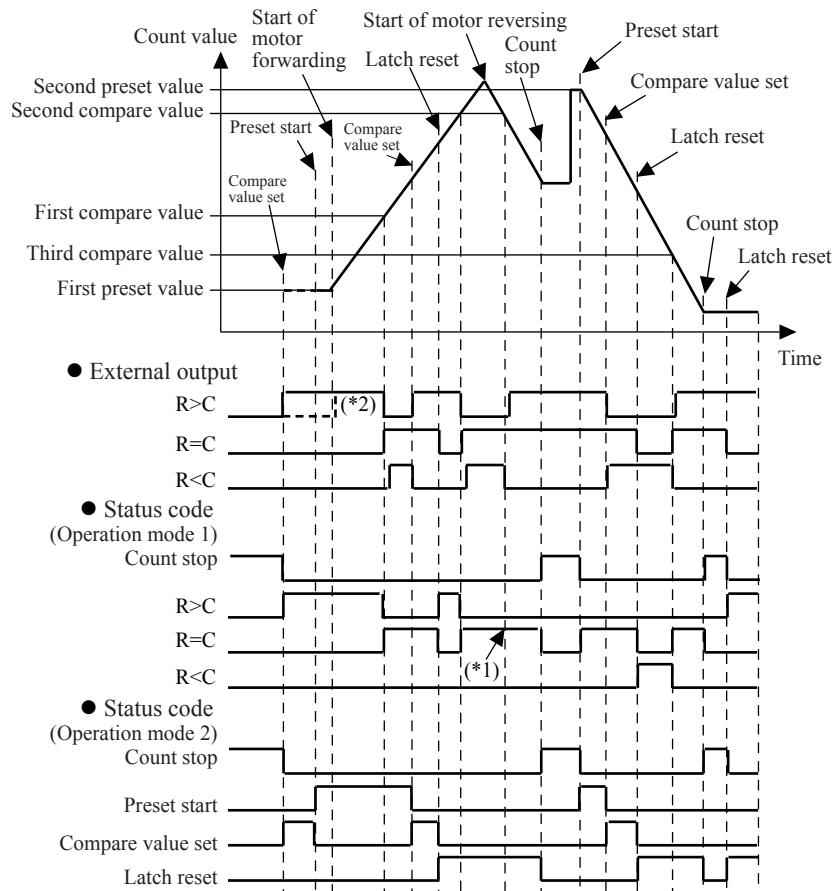 Start of
motor
forwarding
Start of motor reversing
Count value
Count
stop
Preset start
Latch reset
Second preset value
Compare value set
Second compare value
Preset start
Compare
value set
Latch reset
Compare
value set
First compare value
Count stop
Third compare value
Latch reset
First preset value
Time
● External output
R>C
(*2)
R=C
R<C
● Status code
(Operation mode 1)
Count stop
R>C
R=C
(*1)
R<C
● Status code
(Operation mode 2)
Count stop
Preset start
Compare value set
Latch reset